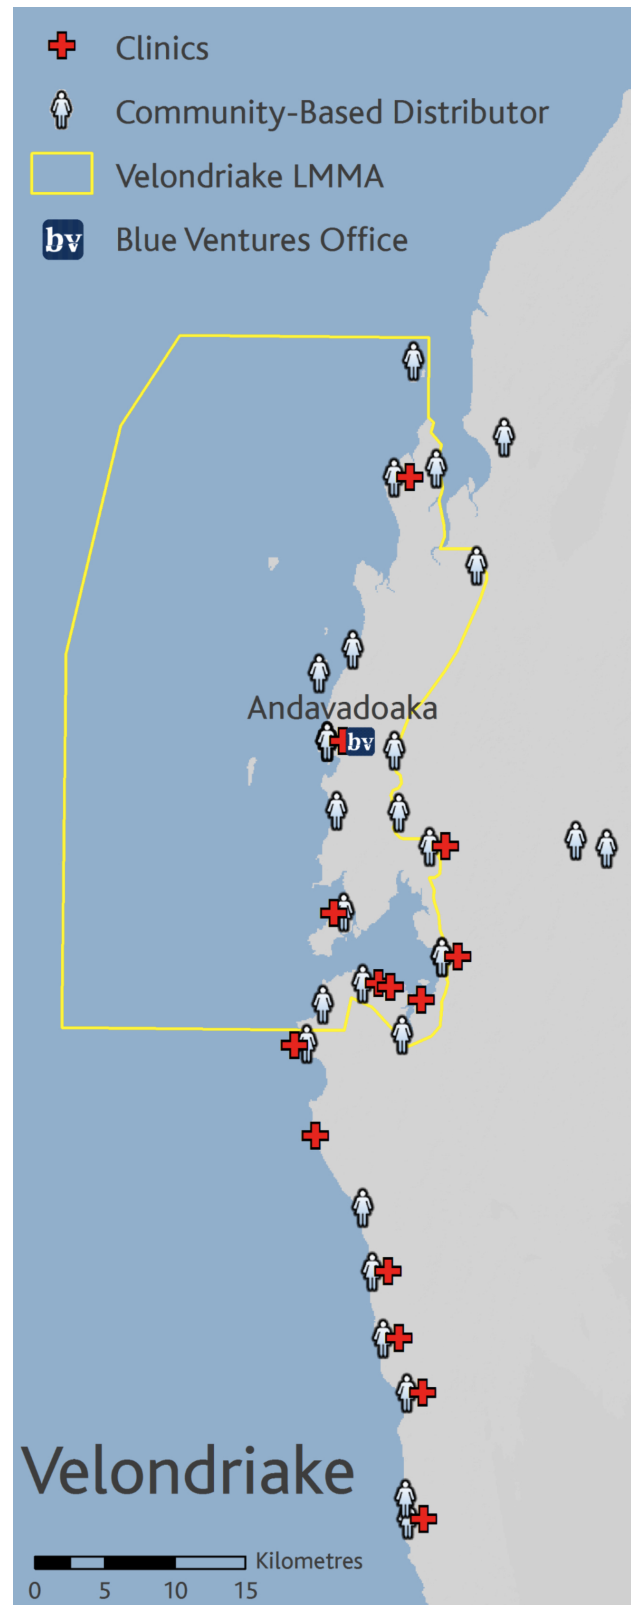 Clinics
Community-Based Distributor
Velondriake LMMA
bv Blue Ventures Office
Andavadoaka
bv
Velondriake
Kilometres
0 5 10 15